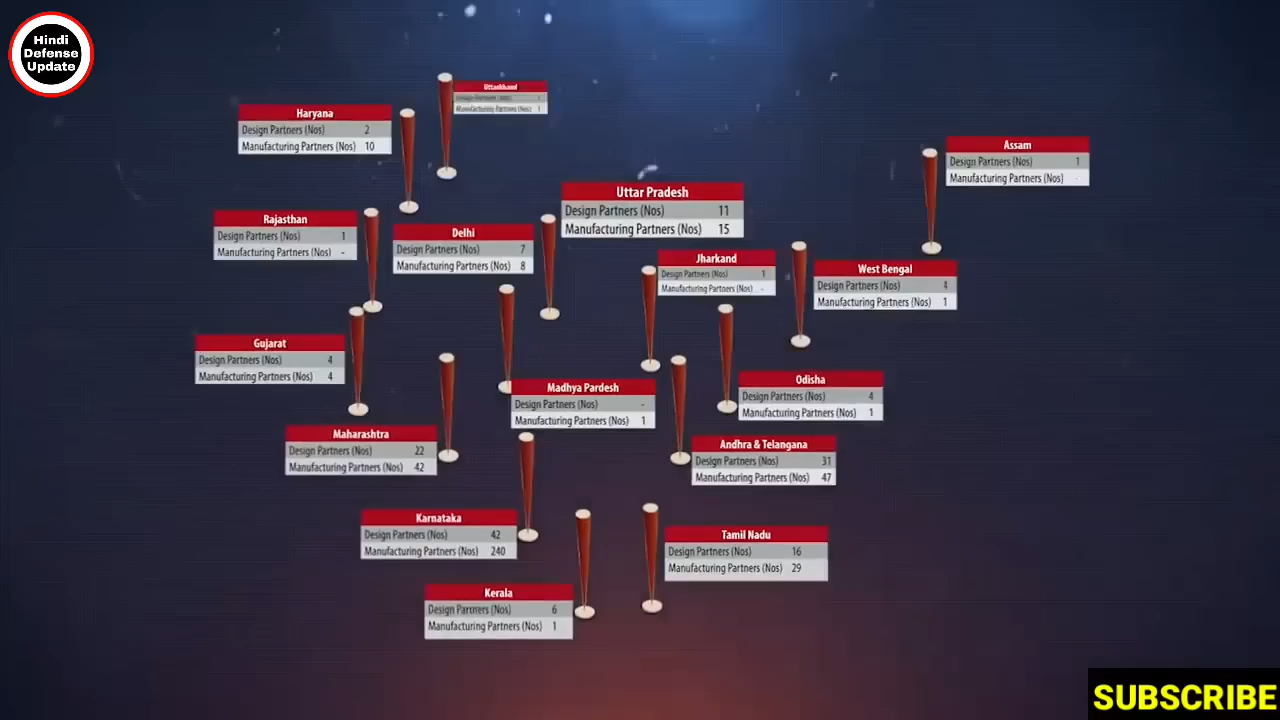 Hindi
Defense
Update
Uttarakhand
Manufacturing Partners (Nos) 1
Haryana
Design Partners (Nos) 2
Manufacturing Partners (Nos) 10
Assam
Design Partners (Nos) 1
Manufacturing Partners (Nos) -
Uttar Pradesh
Design Partners (Nos) 11
Manufacturing Partners (Nos) 15
Rajasthan
Design Partners (Nos) 1
Manufacturing Partners (Nos) -
Delhi
Design Partners (Nos) 7
Manufacturing Partners (Nos) 8
Jharkand
Design Partners (Nos) 1
Manufacturing Partners (Nos) -
West Bengal
Design Partners (Nos) 4
Manufacturing Partners (Nos) 1
Gujarat
Design Partners (Nos) 4
Manufacturing Partners (Nos) 4
Madhya Pardesh
Design Partners (Nos) -
Manufacturing Partners (Nos) 1
Odisha
Design Partners (Nos) 4
Manufacturing Partners (Nos) 1
Maharashtra
Design Partners (Nos) 22
Manufacturing Partners (Nos) 42
Andhra & Telangana
Design Partners (Nos) 31
Manufacturing Partners (Nos) 47
Karnataka
Design Partners (Nos) 42
Manufacturing Partners (Nos) 240
Tamil Nadu
Design Partners (Nos) 16
Manufacturing Partners (Nos) 29
Kerala
Design Partners (Nos) 6
Manufacturing Partners (Nos) 1
SUBSCRIBE